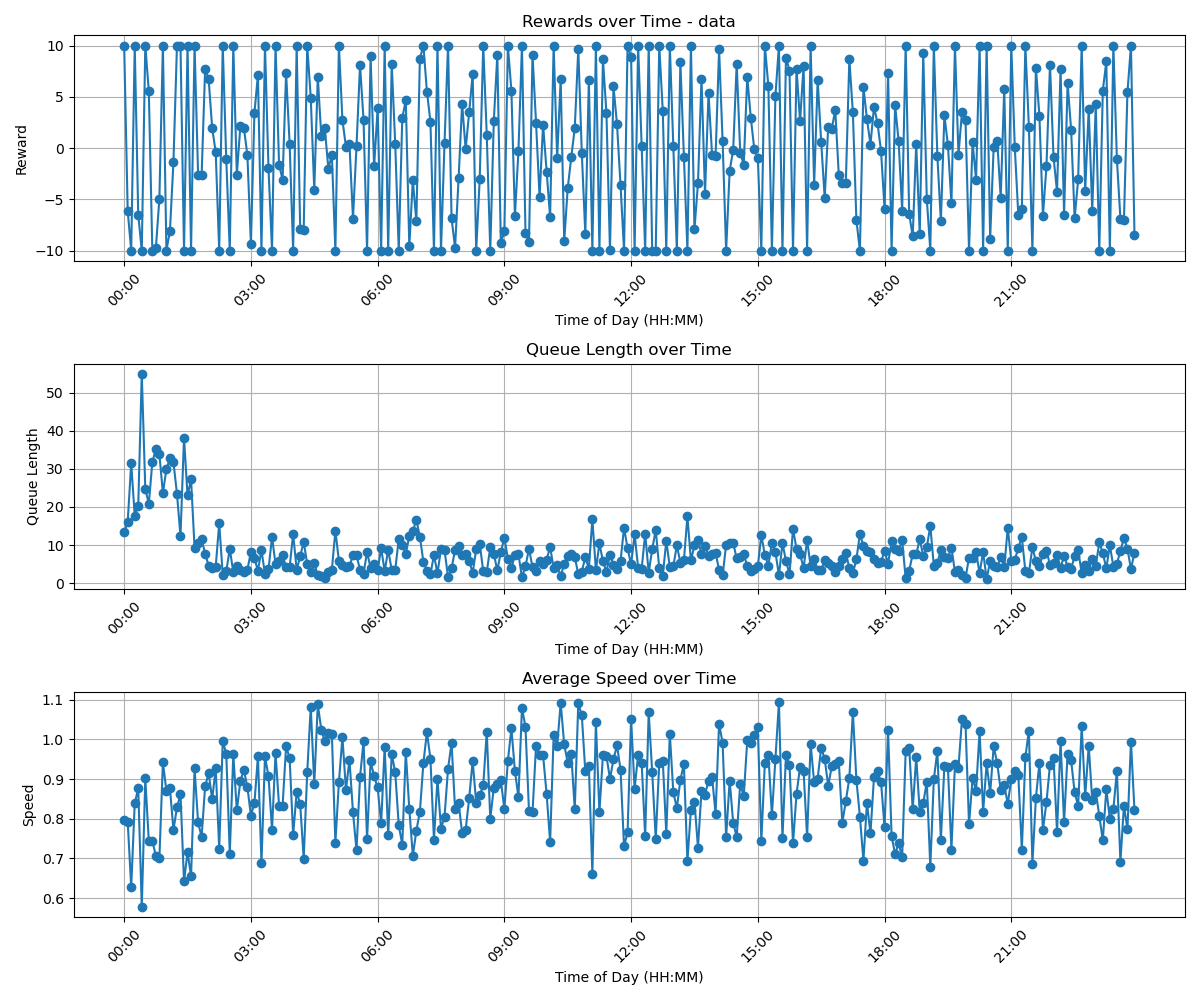 Rewards over Time - data
Reward
10
5
0
−5
−10
00:00 03:00 06:00 09:00 12:00 15:00 18:00 21:00
Time of Day (HH:MM)
Queue Length over Time
Queue Length
50
40
30
20
10
0
00:00 03:00 06:00 09:00 12:00 15:00 18:00 21:00
Time of Day (HH:MM)
Average Speed over Time
Speed
1.1
1.0
0.9
0.8
0.7
0.6
00:00 03:00 06:00 09:00 12:00 15:00 18:00 21:00
Time of Day (HH:MM)